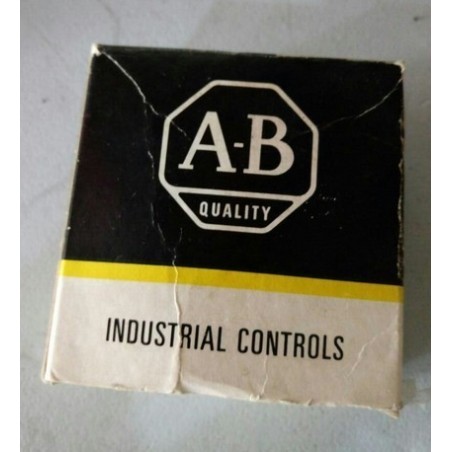 A-B
QUALITY
INDUSTRIAL CONTROLS